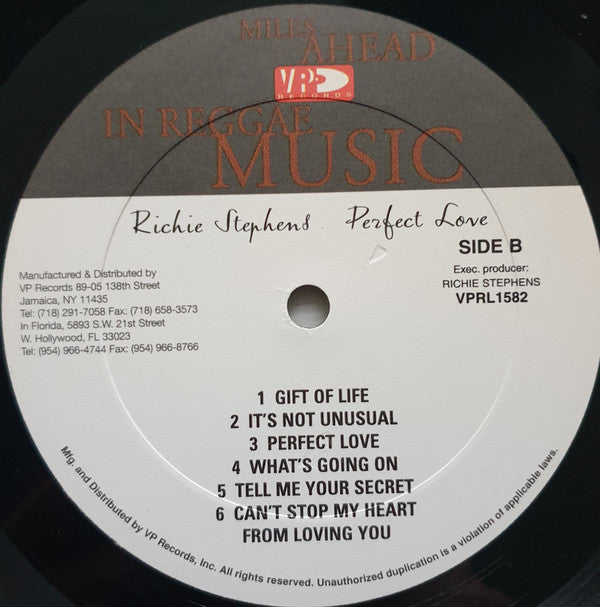 MILES
AHEAD
VP
RECORDS
IN REGGAE
MUSIC
Richie Stephens Perfect Love
SIDE B
Exec. producer:
RICHIE STEPHENS
VPRL1582
Manufactured & Distributed by
VP Records 89-05 138th Street
Jamaica, NY 11435
Tel: (718) 291-7058 Fax: (718) 658-3573
In Florida, 5893 S.W. 21st Street
W. Hollywood, FL 33023
Tel: (954) 966-4744 Fax: (954) 966-8766
1 GIFT OF LIFE
2 IT'S NOT UNUSUAL
3 PERFECT LOVE
4 WHAT'S GOING ON
5 TELL ME YOUR SECRET
6 CAN'T STOP MY HEART
FROM LOVING YOU
Mfg. and Distributed by VP Records, Inc. All rights reserved. Unauthorized duplication is a violation of applicable laws.